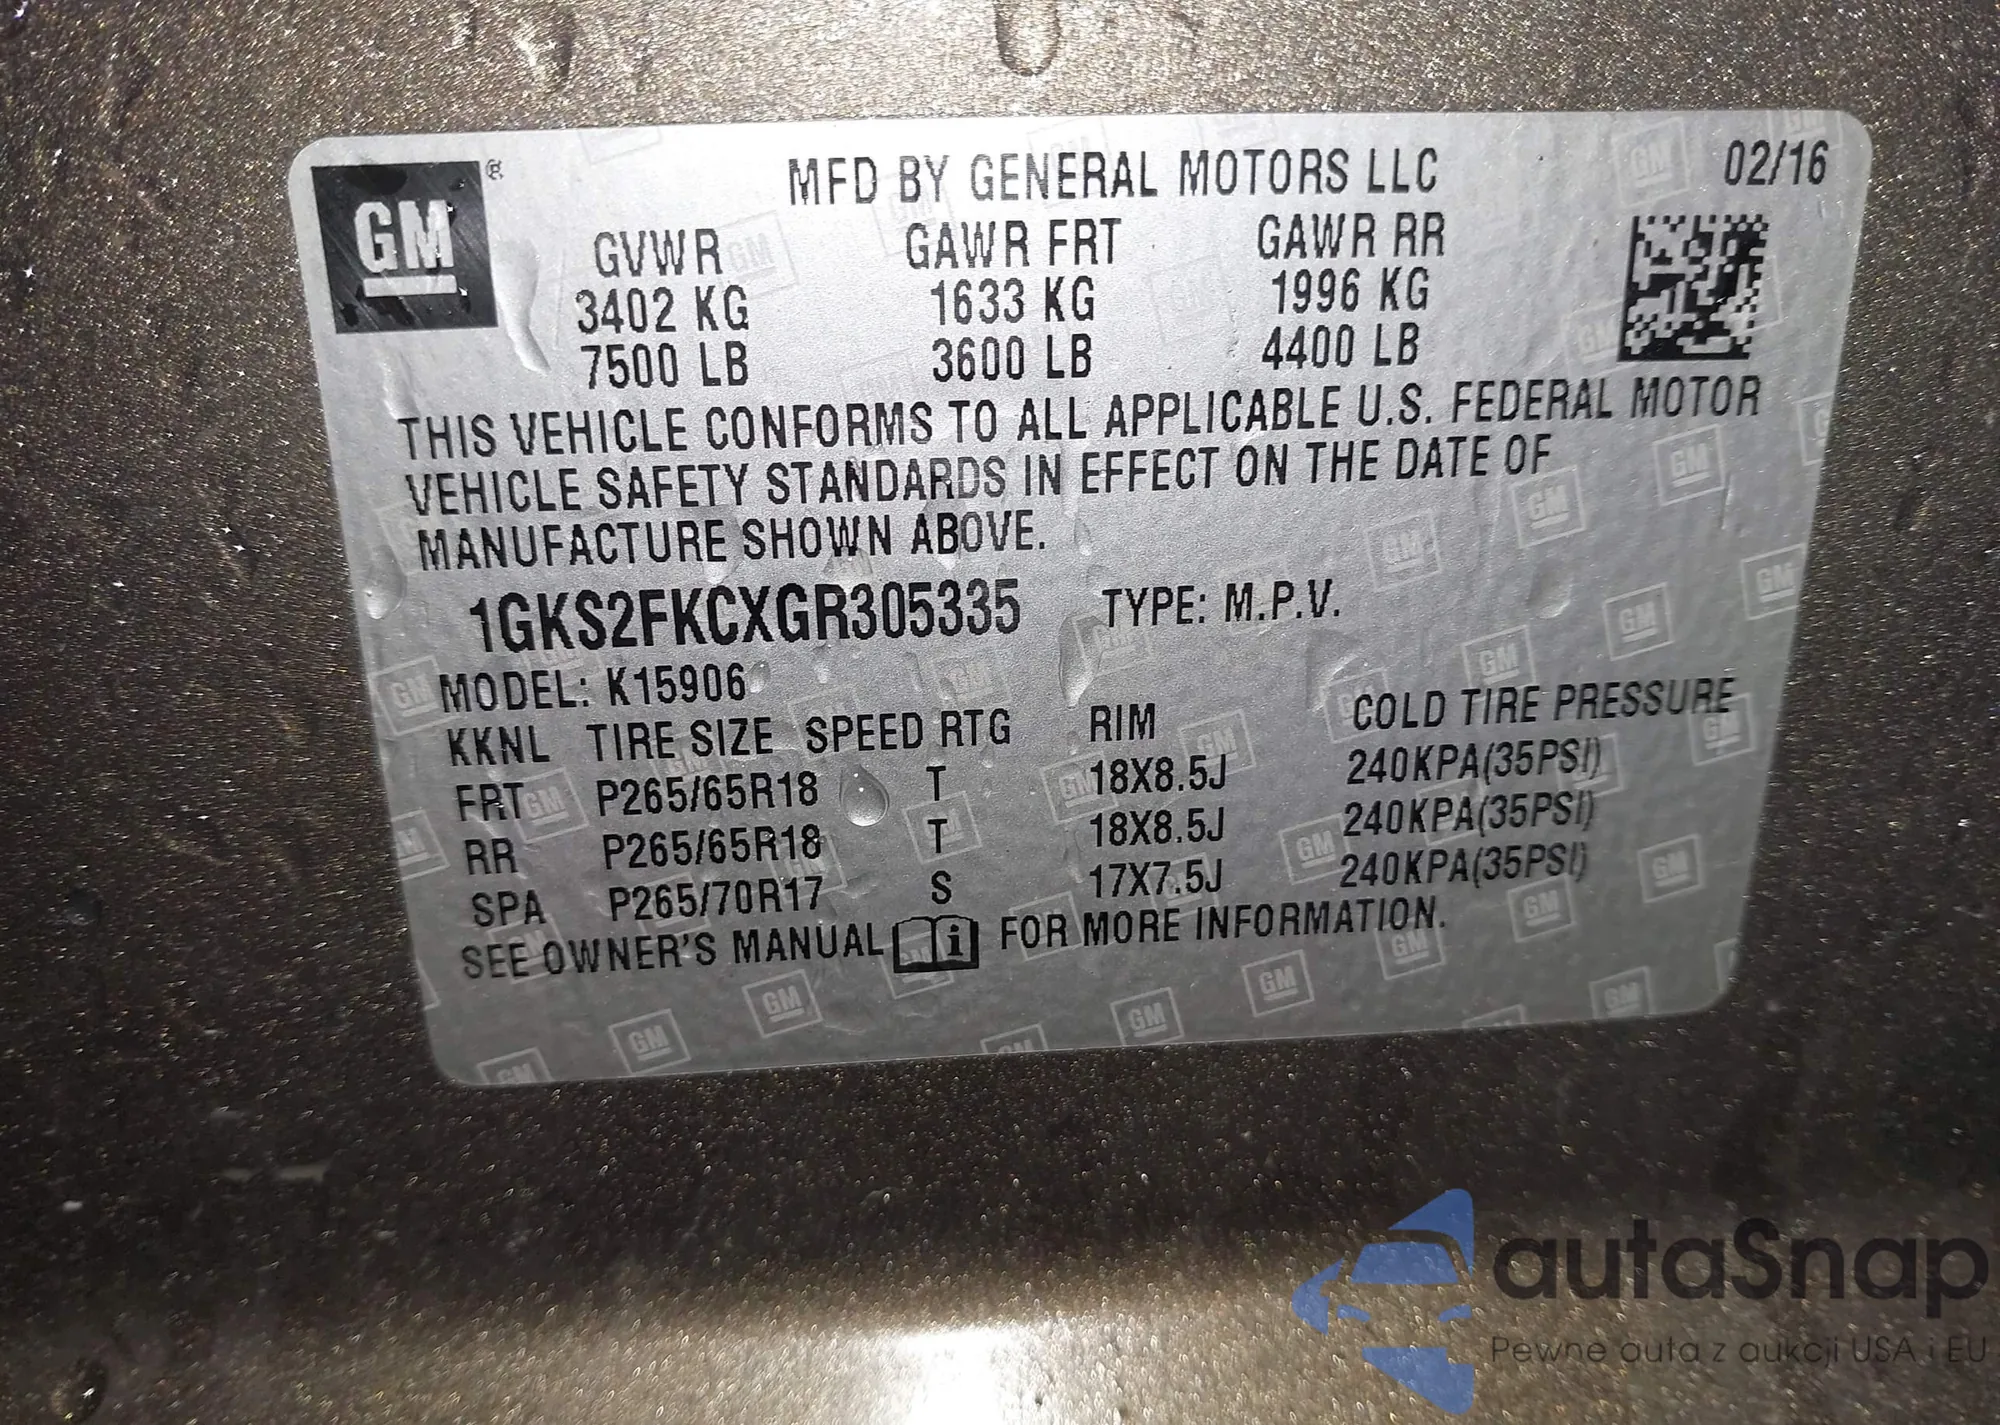 GM®
MFD BY GENERAL MOTORS LLC 02/16
GVWR GAWR FRT GAWR RR
3402 KG 1633 KG 1996 KG
7500 LB 3600 LB 4400 LB
THIS VEHICLE CONFORMS TO ALL APPLICABLE U.S. FEDERAL MOTOR
VEHICLE SAFETY STANDARDS IN EFFECT ON THE DATE OF
MANUFACTURE SHOWN ABOVE.
1GKS2FKCXGR305335 TYPE: M.P.V.
MODEL: K15906
KKNL TIRE SIZE SPEED RTG RIM COLD TIRE PRESSURE
FRT P265/65R18 T 18X8.5J 240KPA(35PSI)
RR P265/65R18 T 18X8.5J 240KPA(35PSI)
SPA P265/70R17 S 17X7.5J 240KPA(35PSI)
SEE OWNER'S MANUAL i FOR MORE INFORMATION.
autaSnap
Pewne auta z aukcji USA i EU